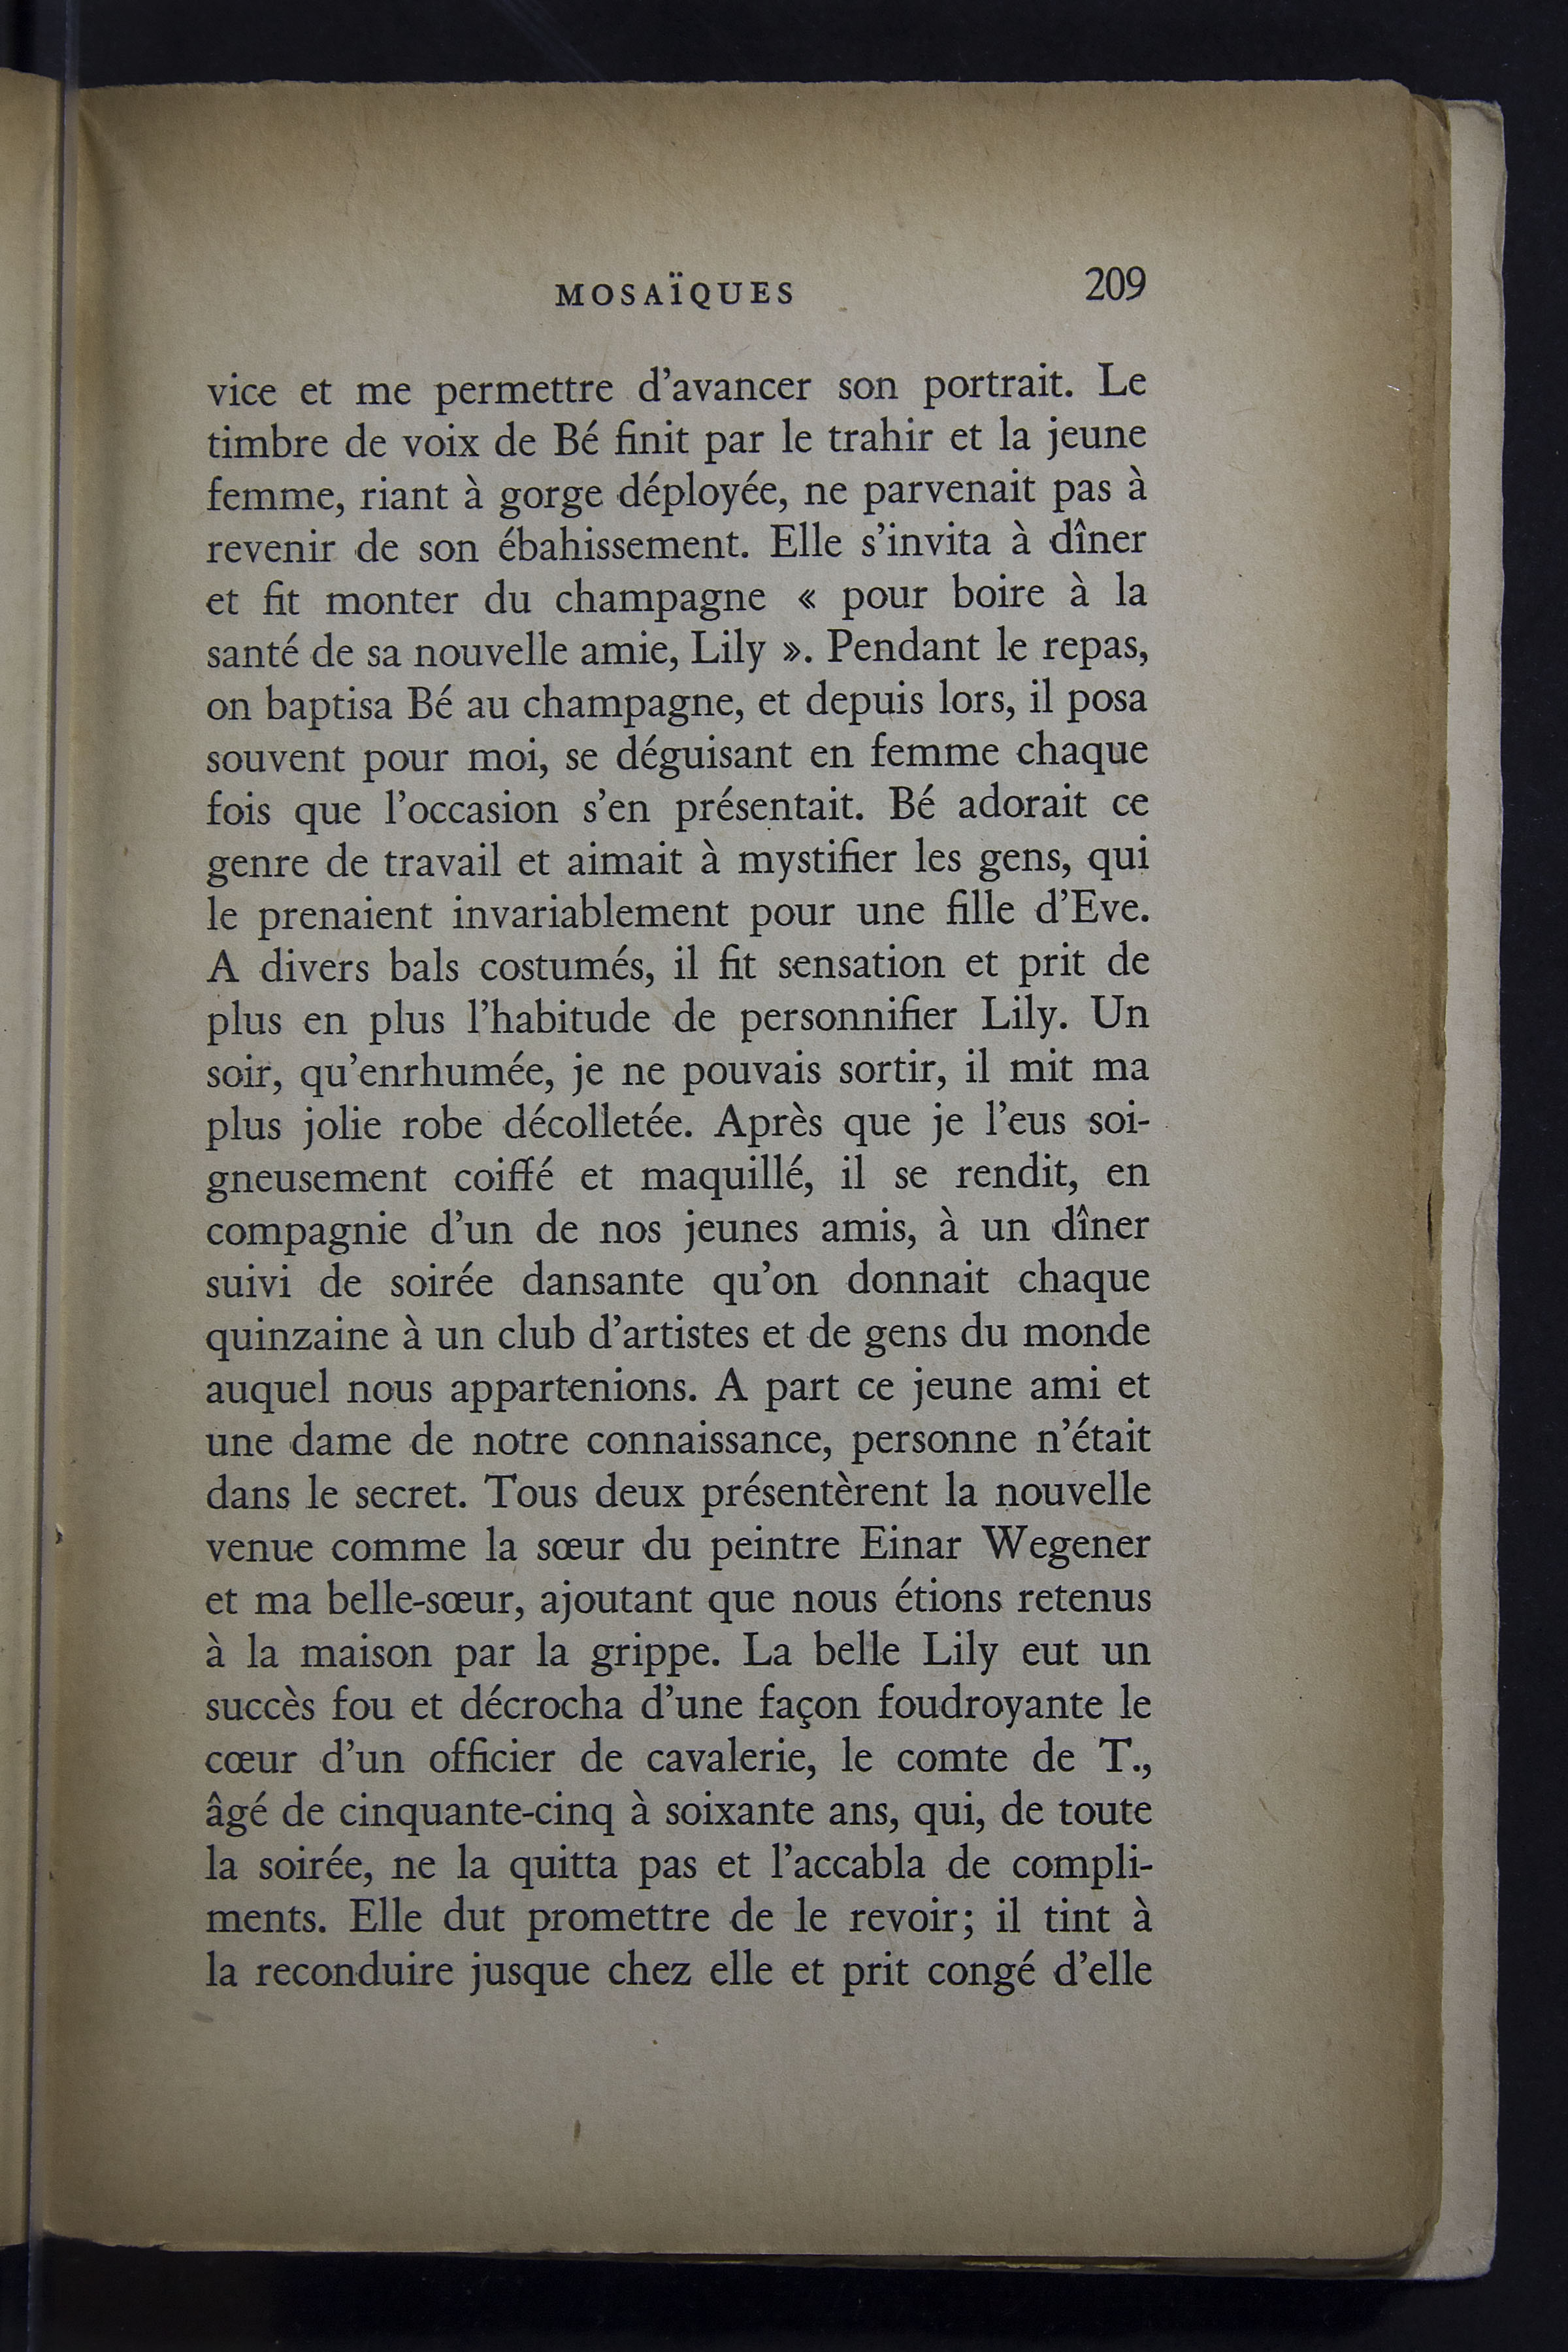 MOSAÏQUES 209
vice et me permettre d'avancer son portrait. Le
timbre de voix de Bé finit par le trahir et la jeune
femme, riant à gorge déployée, ne parvenait pas à
revenir de son ébahissement. Elle s'invita à dîner
et fit monter du champagne « pour boire à la
santé de sa nouvelle amie, Lily ». Pendant le repas,
on baptisa Bé au champagne, et depuis lors, il posa
souvent pour moi, se déguisant en femme chaque
fois que l'occasion s'en présentait. Bé adorait ce
genre de travail et aimait à mystifier les gens, qui
le prenaient invariablement pour une fille d'Eve.
A divers bals costumés, il fit sensation et prit de
plus en plus l'habitude de personnifier Lily. Un
soir, qu'enrhumée, je ne pouvais sortir, il mit ma
plus jolie robe décolletée. Après que je l'eus soi-
gneusement coiffé et maquillé, il se rendit, en
compagnie d'un de nos jeunes amis, à un dîner
suivi de soirée dansante qu'on donnait chaque
quinzaine à un club d'artistes et de gens du monde
auquel nous appartenions. A part ce jeune ami et
une dame de notre connaissance, personne n'était
dans le secret. Tous deux présentèrent la nouvelle
venue comme la sœur du peintre Einar Wegener
et ma belle-sœur, ajoutant que nous étions retenus
à la maison par la grippe. La belle Lily eut un
succès fou et décrocha d'une façon foudroyante le
cœur d'un officier de cavalerie, le comte de T.,
âgé de cinquante-cinq à soixante ans, qui, de toute
la soirée, ne la quitta pas et l'accabla de compli-
ments. Elle dut promettre de le revoir; il tint à
la reconduire jusque chez elle et prit congé d'elle